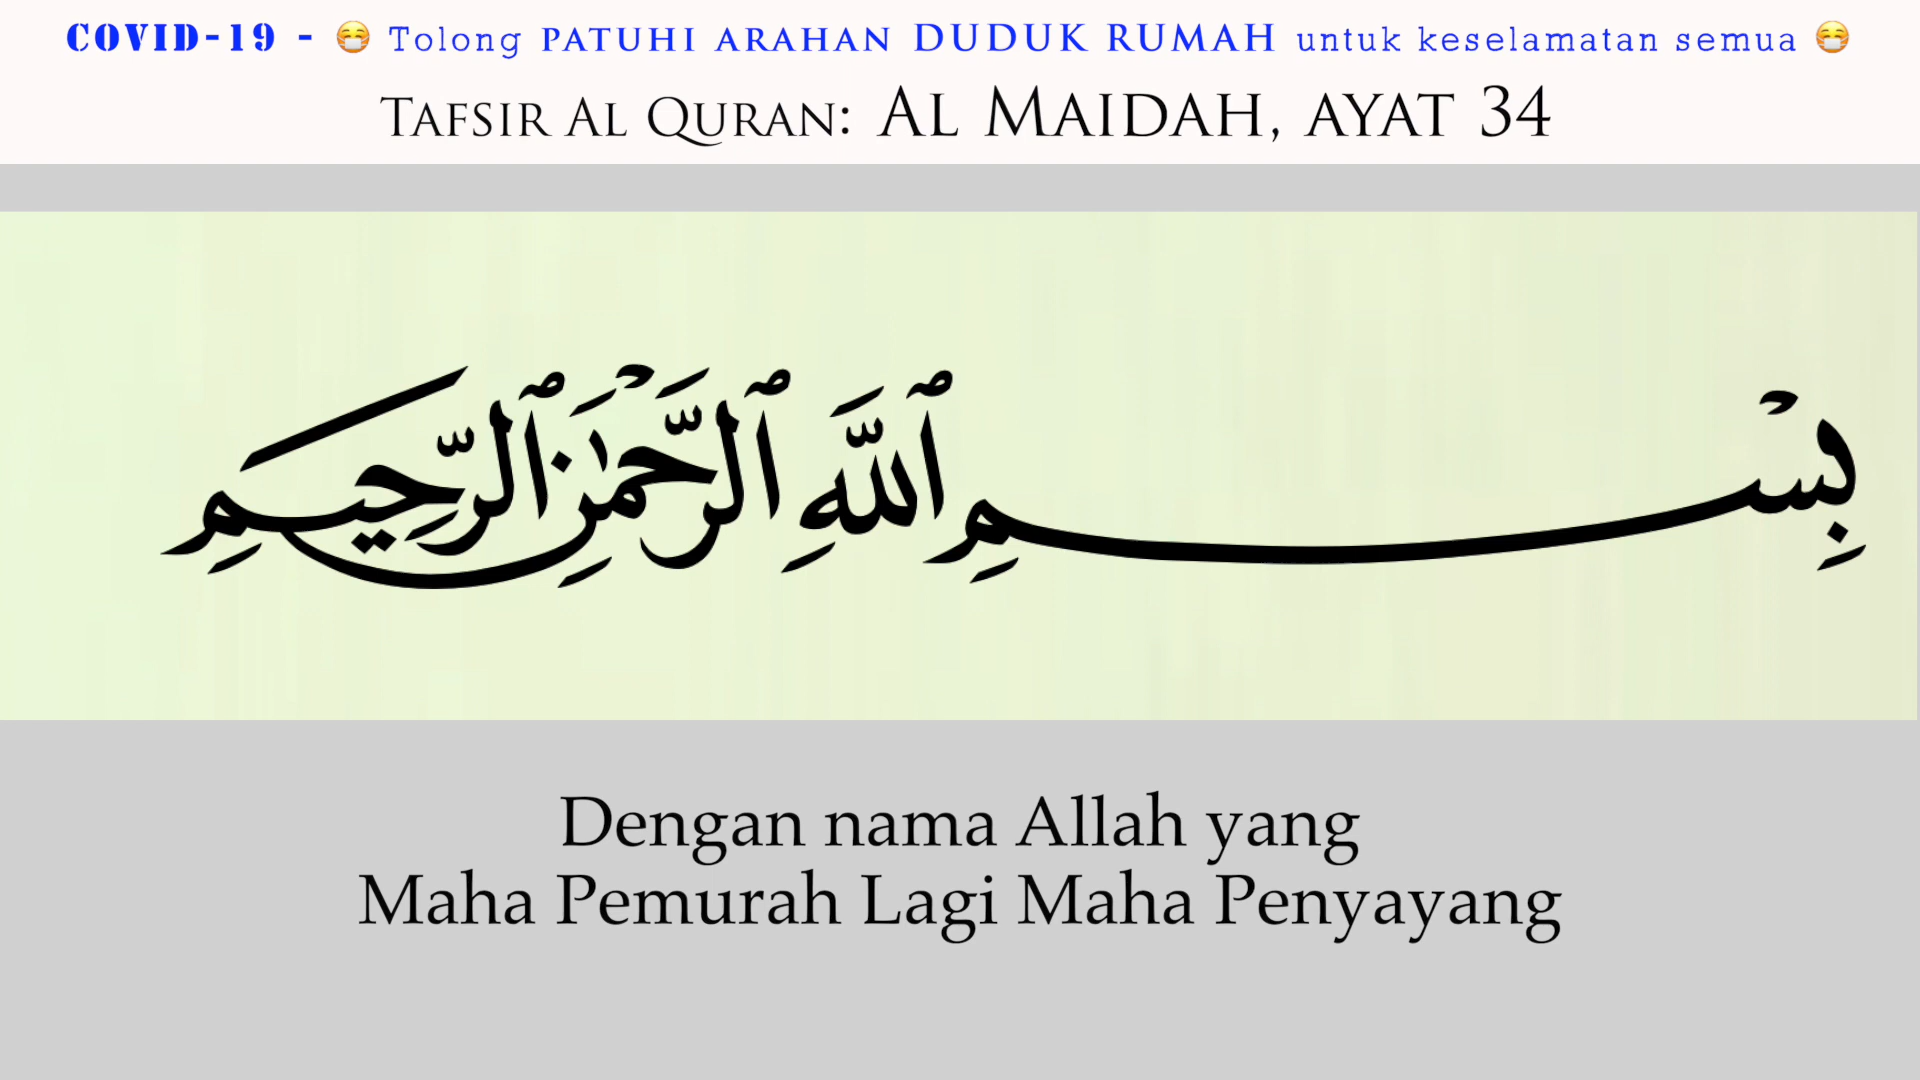 COVID-19 - 😷 Tolong PATUHI ARAHAN DUDUK RUMAH untuk keselamatan semua 😷
Tafsir Al Quran: Al Maidah, ayat 34
بِسْمِ ٱللَّهِ ٱلرَّحْمَٰنِ ٱلرَّحِيمِ
Dengan nama Allah yang
Maha Pemurah Lagi Maha Penyayang